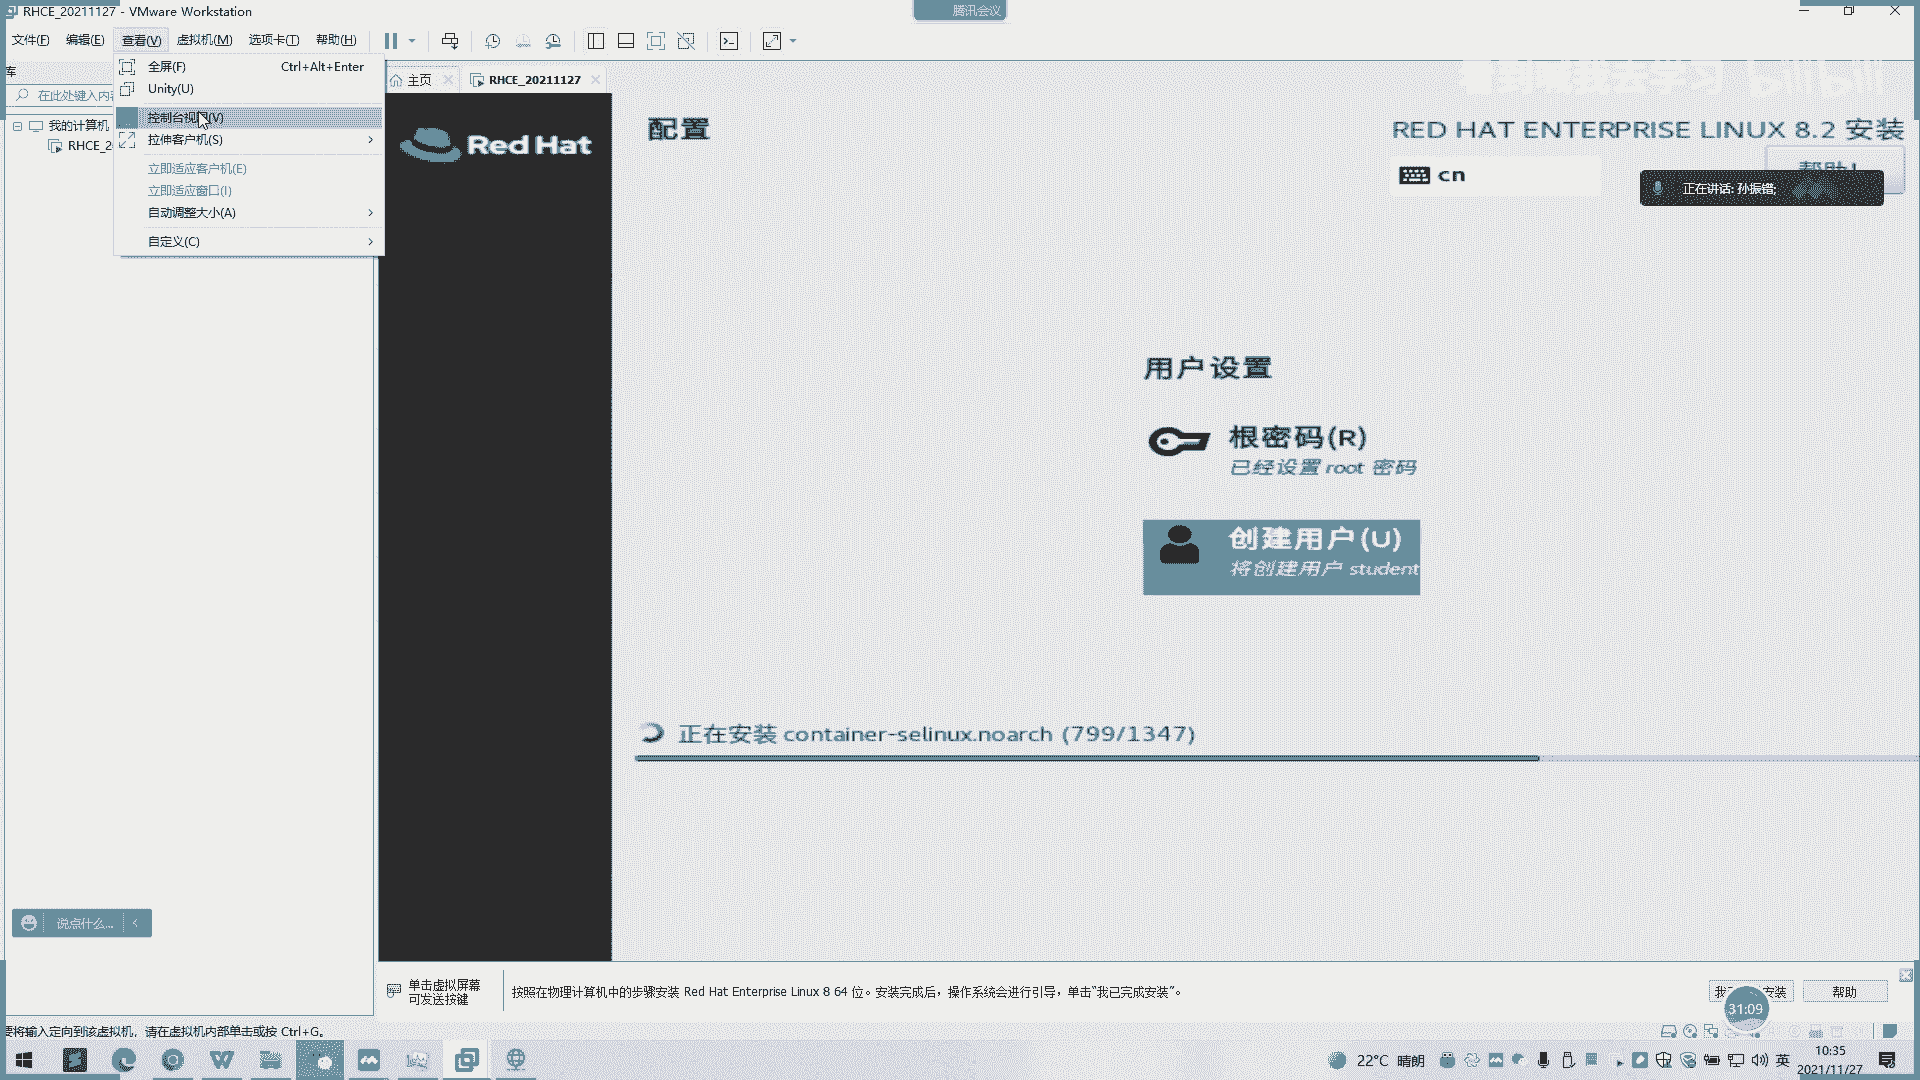 RHCE_20211127 - VMware Workstation
腾讯会议
文件(F) 编辑(E) 查看(V) 虚拟机(M) 选项卡(T) 帮助(H)
库
在此处键入内
我的计算机
RHCE_2
全屏(F) Ctrl+Alt+Enter
Unity(U)
控制台视 (V)
拉伸客户机(S)
立即适应客户机(E)
立即适应窗口(I)
自动调整大小(A)
自定义(C)
主页 RHCE_20211127
Red Hat
配置
RED HAT ENTERPRISE LINUX 8.2 安装
cn
帮助!
正在讲话: 孙振锴;
bilibili
用户设置
根密码(R)
已经设置 root 密码
创建用户(U)
将创建用户 student
正在安装 container-selinux.noarch (799/1347)
说点什么...
单击虚拟屏幕
可发送按键
按照在物理计算机中的步骤安装 Red Hat Enterprise Linux 8 64 位。安装完成后，操作系统会进行引导，单击“我已完成安装”。
我 安装
帮助
31:09
要将输入定向到该虚拟机，请在虚拟机内部单击或按 Ctrl+G。
22°C 晴朗
英
10:35
2021/11/27